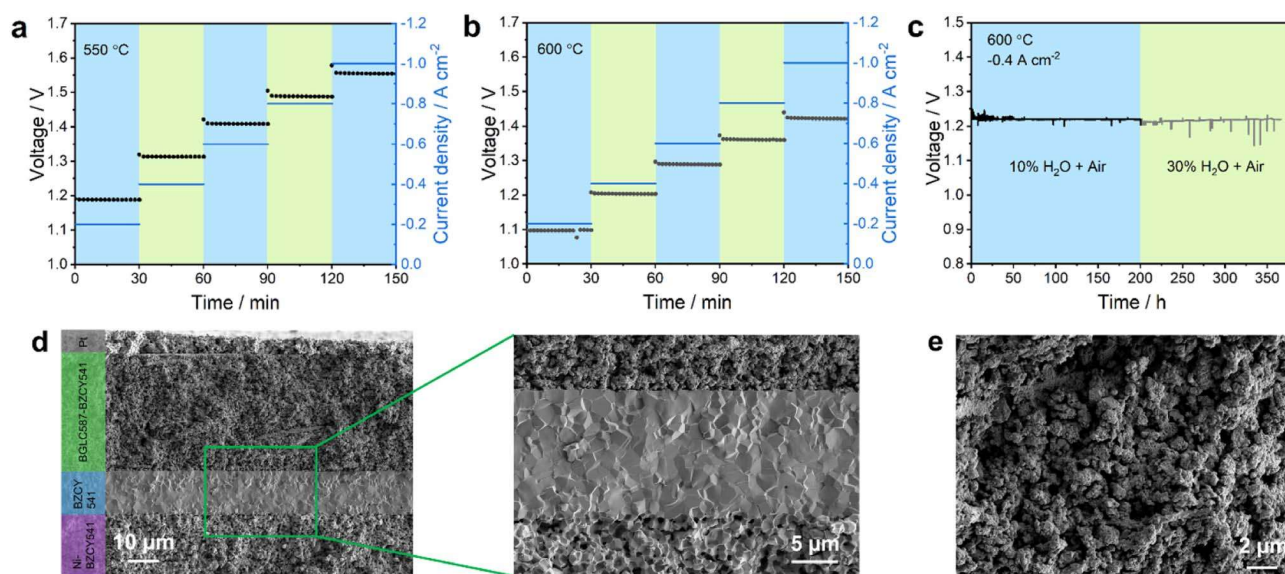 a
550 °C
Voltage / V
1.7
1.6
1.5
1.4
1.3
1.2
1.1
1.0
0 30 60 90 120 150
Time / min
-1.2
-1.0
-0.8
-0.6
-0.4
-0.2
0.0
Current density / A cm⁻²
b
600 °C
Voltage / V
1.7
1.6
1.5
1.4
1.3
1.2
1.1
1.0
0 30 60 90 120 150
Time / min
-1.2
-1.0
-0.8
-0.6
-0.4
-0.2
0.0
Current density / A cm⁻²
c
600 °C
-0.4 A cm⁻²
Voltage / V
1.5
1.4
1.3
1.2
1.1
1.0
0.9
0.8
10% H₂O + Air
30% H₂O + Air
0 50 100 150 200 250 300 350
Time / h
d
Pt
BGLC587-BZCY541
BZCY
541
Ni-
BZCY541
10 µm
5 µm
e
2 µm